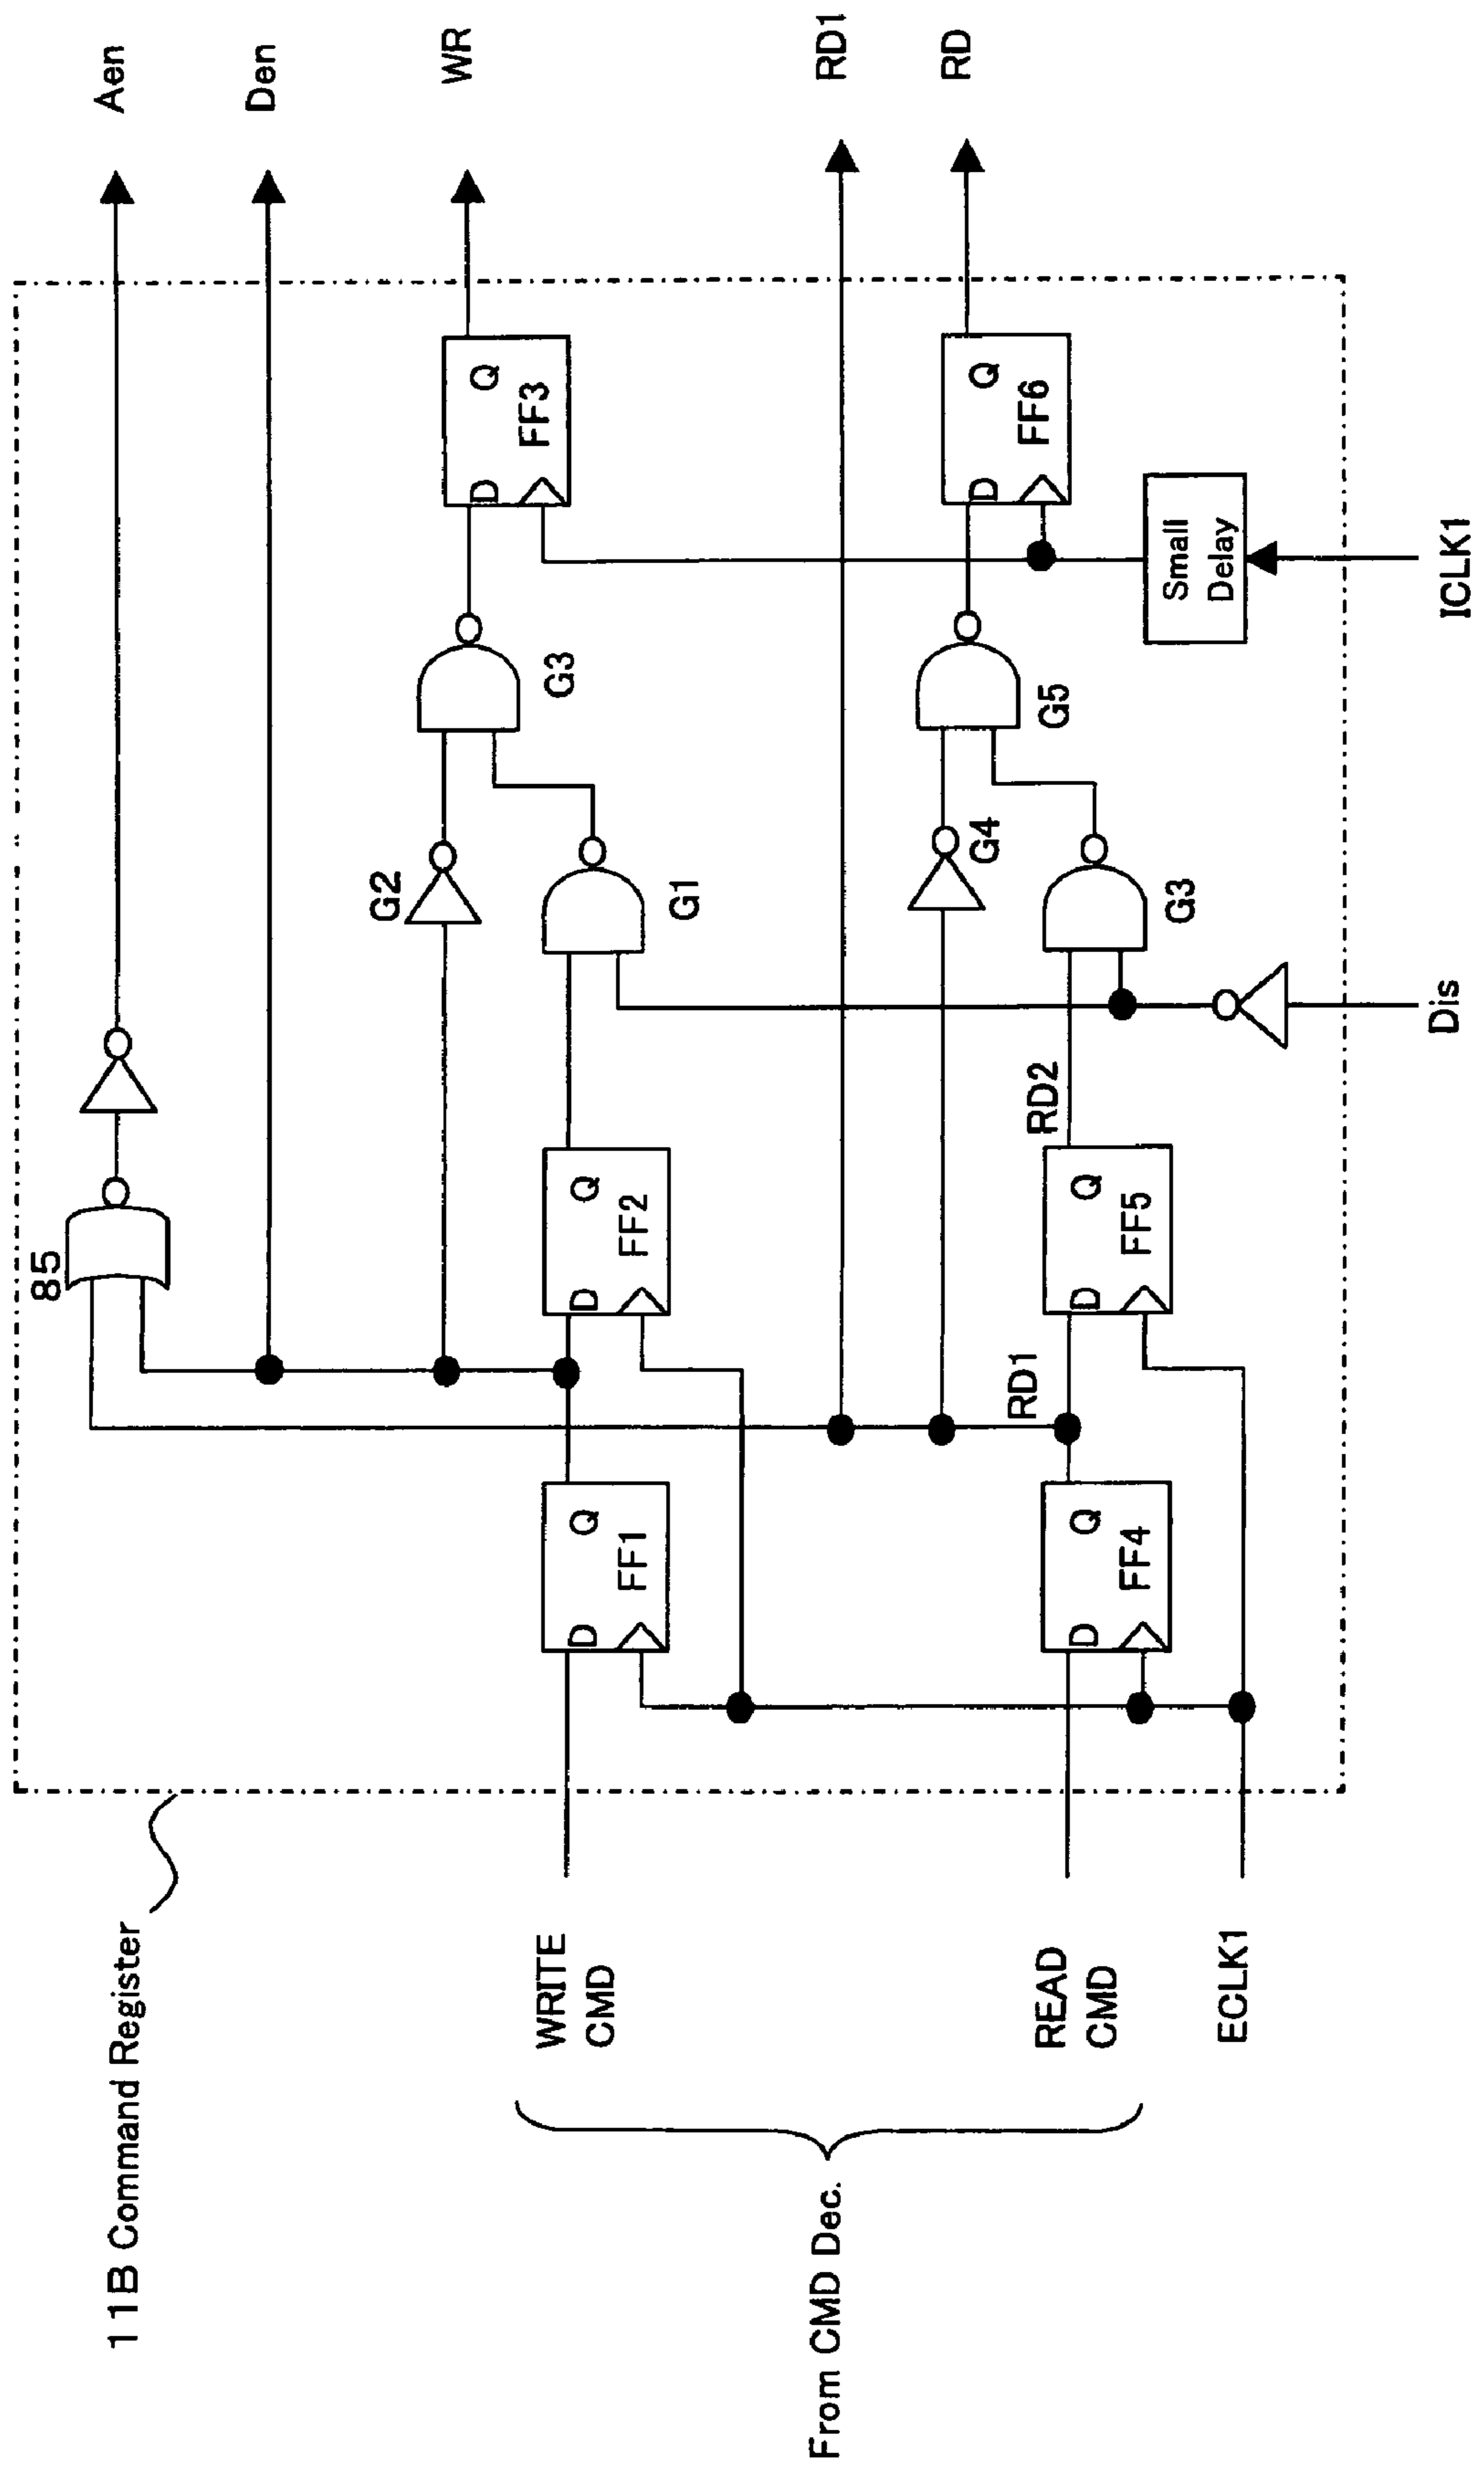 11B Command Register
Aen
Den
WR
RD1
RD
85
G2
G1
G3
D
Q
FF1
D
Q
FF2
D
Q
FF3
WRITE
CMD
From CMD Dec.
READ
CMD
ECLK1
D
Q
FF4
RD1
D
Q
FF5
RD2
G4
G3
G5
D
Q
FF6
Small
Delay
Dis
ICLK1